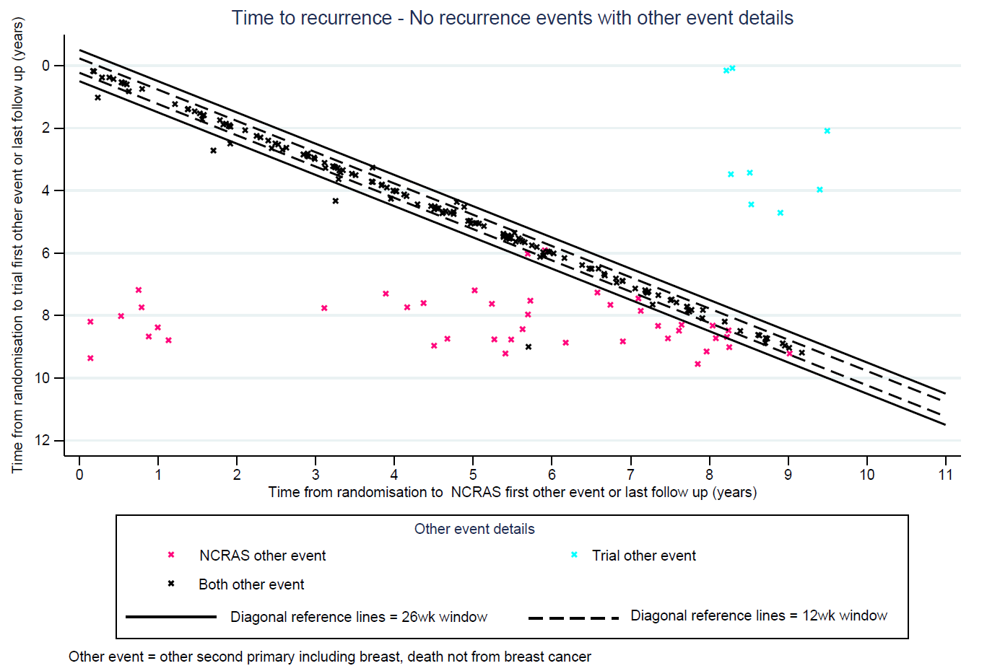 Time to recurrence - No recurrence events with other event details
Time from randomisation to trial first other event or last follow up (years)
0
2
4
6
8
10
12
0 1 2 3 4 5 6 7 8 9 10 11
Time from randomisation to  NCRAS first other event or last follow up (years)
Other event details
NCRAS other event
Trial other event
Both other event
Diagonal reference lines = 26wk window
Diagonal reference lines = 12wk window
Other event = other second primary including breast, death not from breast cancer